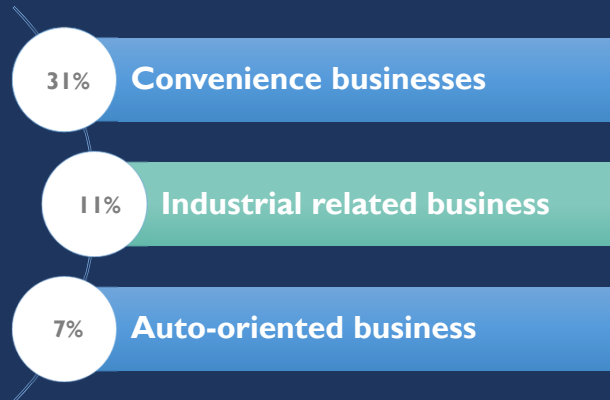 31%
Convenience businesses
11%
Industrial related business
7%
Auto-oriented business